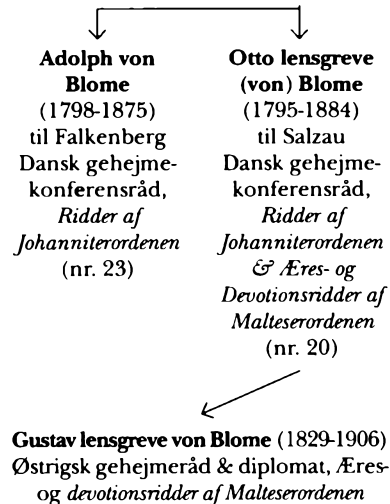 Adolph von
Blome
(1798-1875)
til Falkenberg
Dansk gehejme-
konferensråd,
Ridder af
Johanniterordenen
(nr. 23)
Otto lensgreve
(von) Blome
(1795-1884)
til Salzau
Dansk gehejme-
konferensråd,
Ridder af
Johanniterordenen
& Æres- og
Devotionsridder af
Malteserordenen
(nr. 20)
Gustav lensgreve von Blome (1829-1906)
Østrigsk gehejmeråd & diplomat, Æres-
og devotionsridder af Malteserordenen